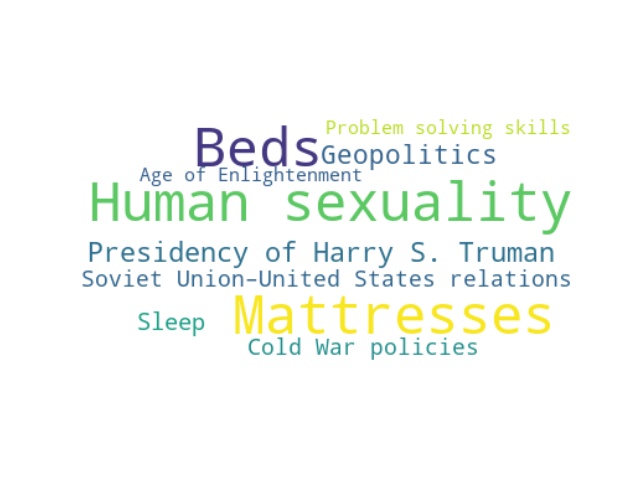 Problem solving skills
Beds
Geopolitics
Age of Enlightenment
Human sexuality
Presidency of Harry S. Truman
Soviet Union–United States relations
Mattresses
Sleep
Cold War policies